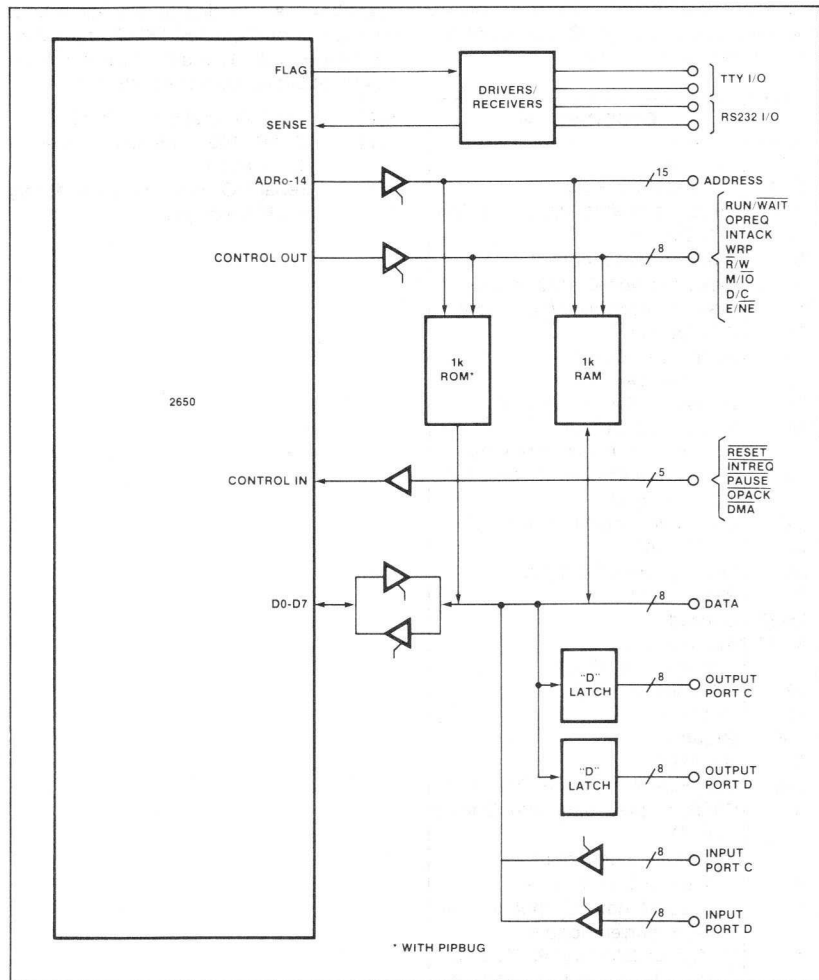 FLAG
DRIVERS/
RECEIVERS
TTY I/O
SENSE
RS232 I/O
ADRo-14
15
ADDRESS
CONTROL OUT
8
RUN/WAIT
OPREQ
INTACK
WRP
R/W
M/IO
D/C
E/NE
1k
ROM*
1k
RAM
2650
CONTROL IN
5
RESET
INTREQ
PAUSE
OPACK
DMA
D0-D7
8
DATA
"D"
LATCH
8
OUTPUT
PORT C
"D"
LATCH
8
OUTPUT
PORT D
8
INPUT
PORT C
8
INPUT
PORT D
* WITH PIPBUG